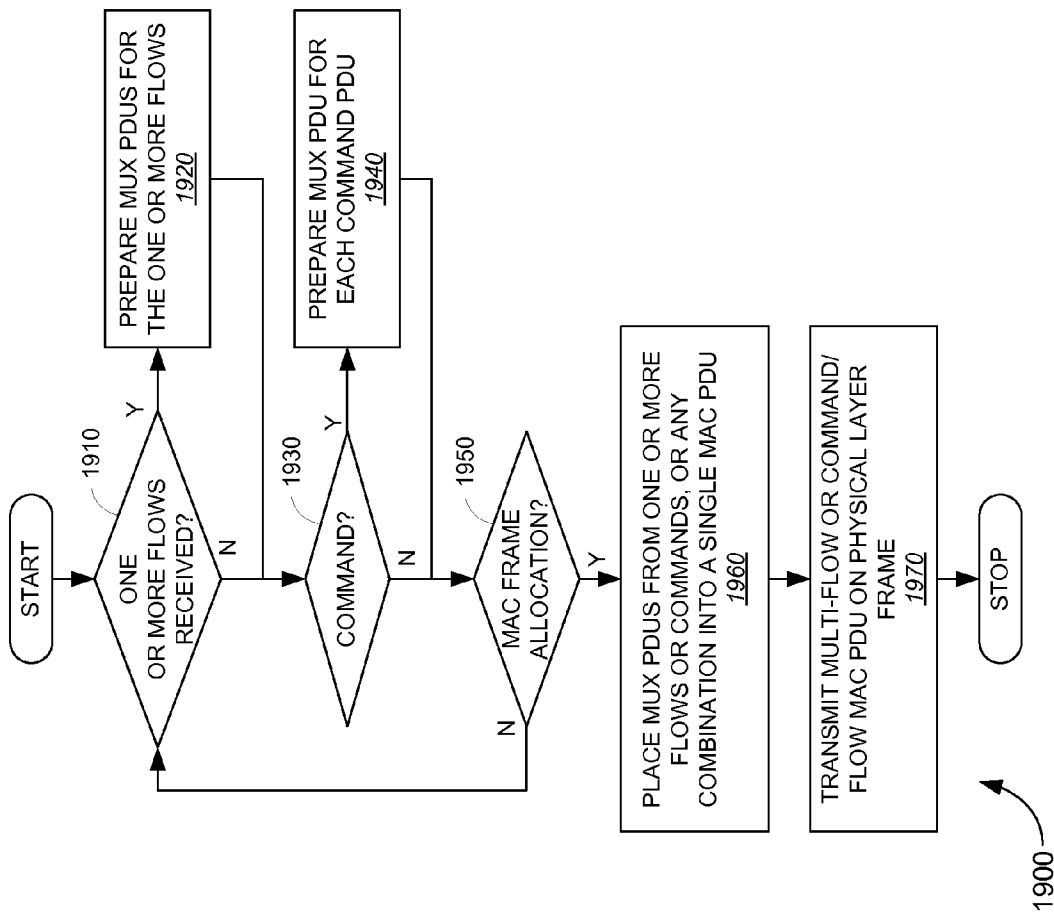 START
1910
ONE
OR MORE FLOWS
RECEIVED?
Y
N
PREPARE MUX PDUS FOR
THE ONE OR MORE FLOWS
1920
1930
COMMAND?
Y
N
PREPARE MUX PDU FOR
EACH COMMAND PDU
1940
1950
MAC FRAME
ALLOCATION?
N
Y
PLACE MUX PDUS FROM ONE OR MORE
FLOWS OR COMMANDS, OR ANY
COMBINATION INTO A SINGLE MAC PDU
1960
TRANSMIT MULTI-FLOW OR COMMAND/
FLOW MAC PDU ON PHYSICAL LAYER
FRAME
1970
STOP
1900